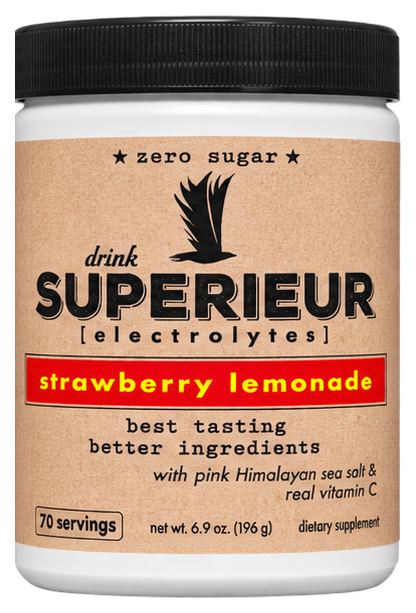 ★ zero sugar ★
drink
SUPERIEUR
[electrolytes]
strawberry lemonade
best tasting
better ingredients
with pink Himalayan sea salt &
real vitamin C
70 servings net wt. 6.9 oz. (196 g) dietary supplement